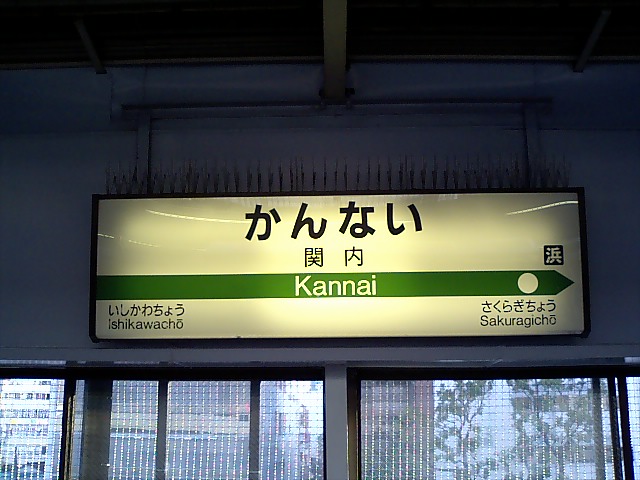 かんない
関内
浜
Kannai
いしかわちょう
Ishikawachō
さくらぎちょう
Sakuragichō